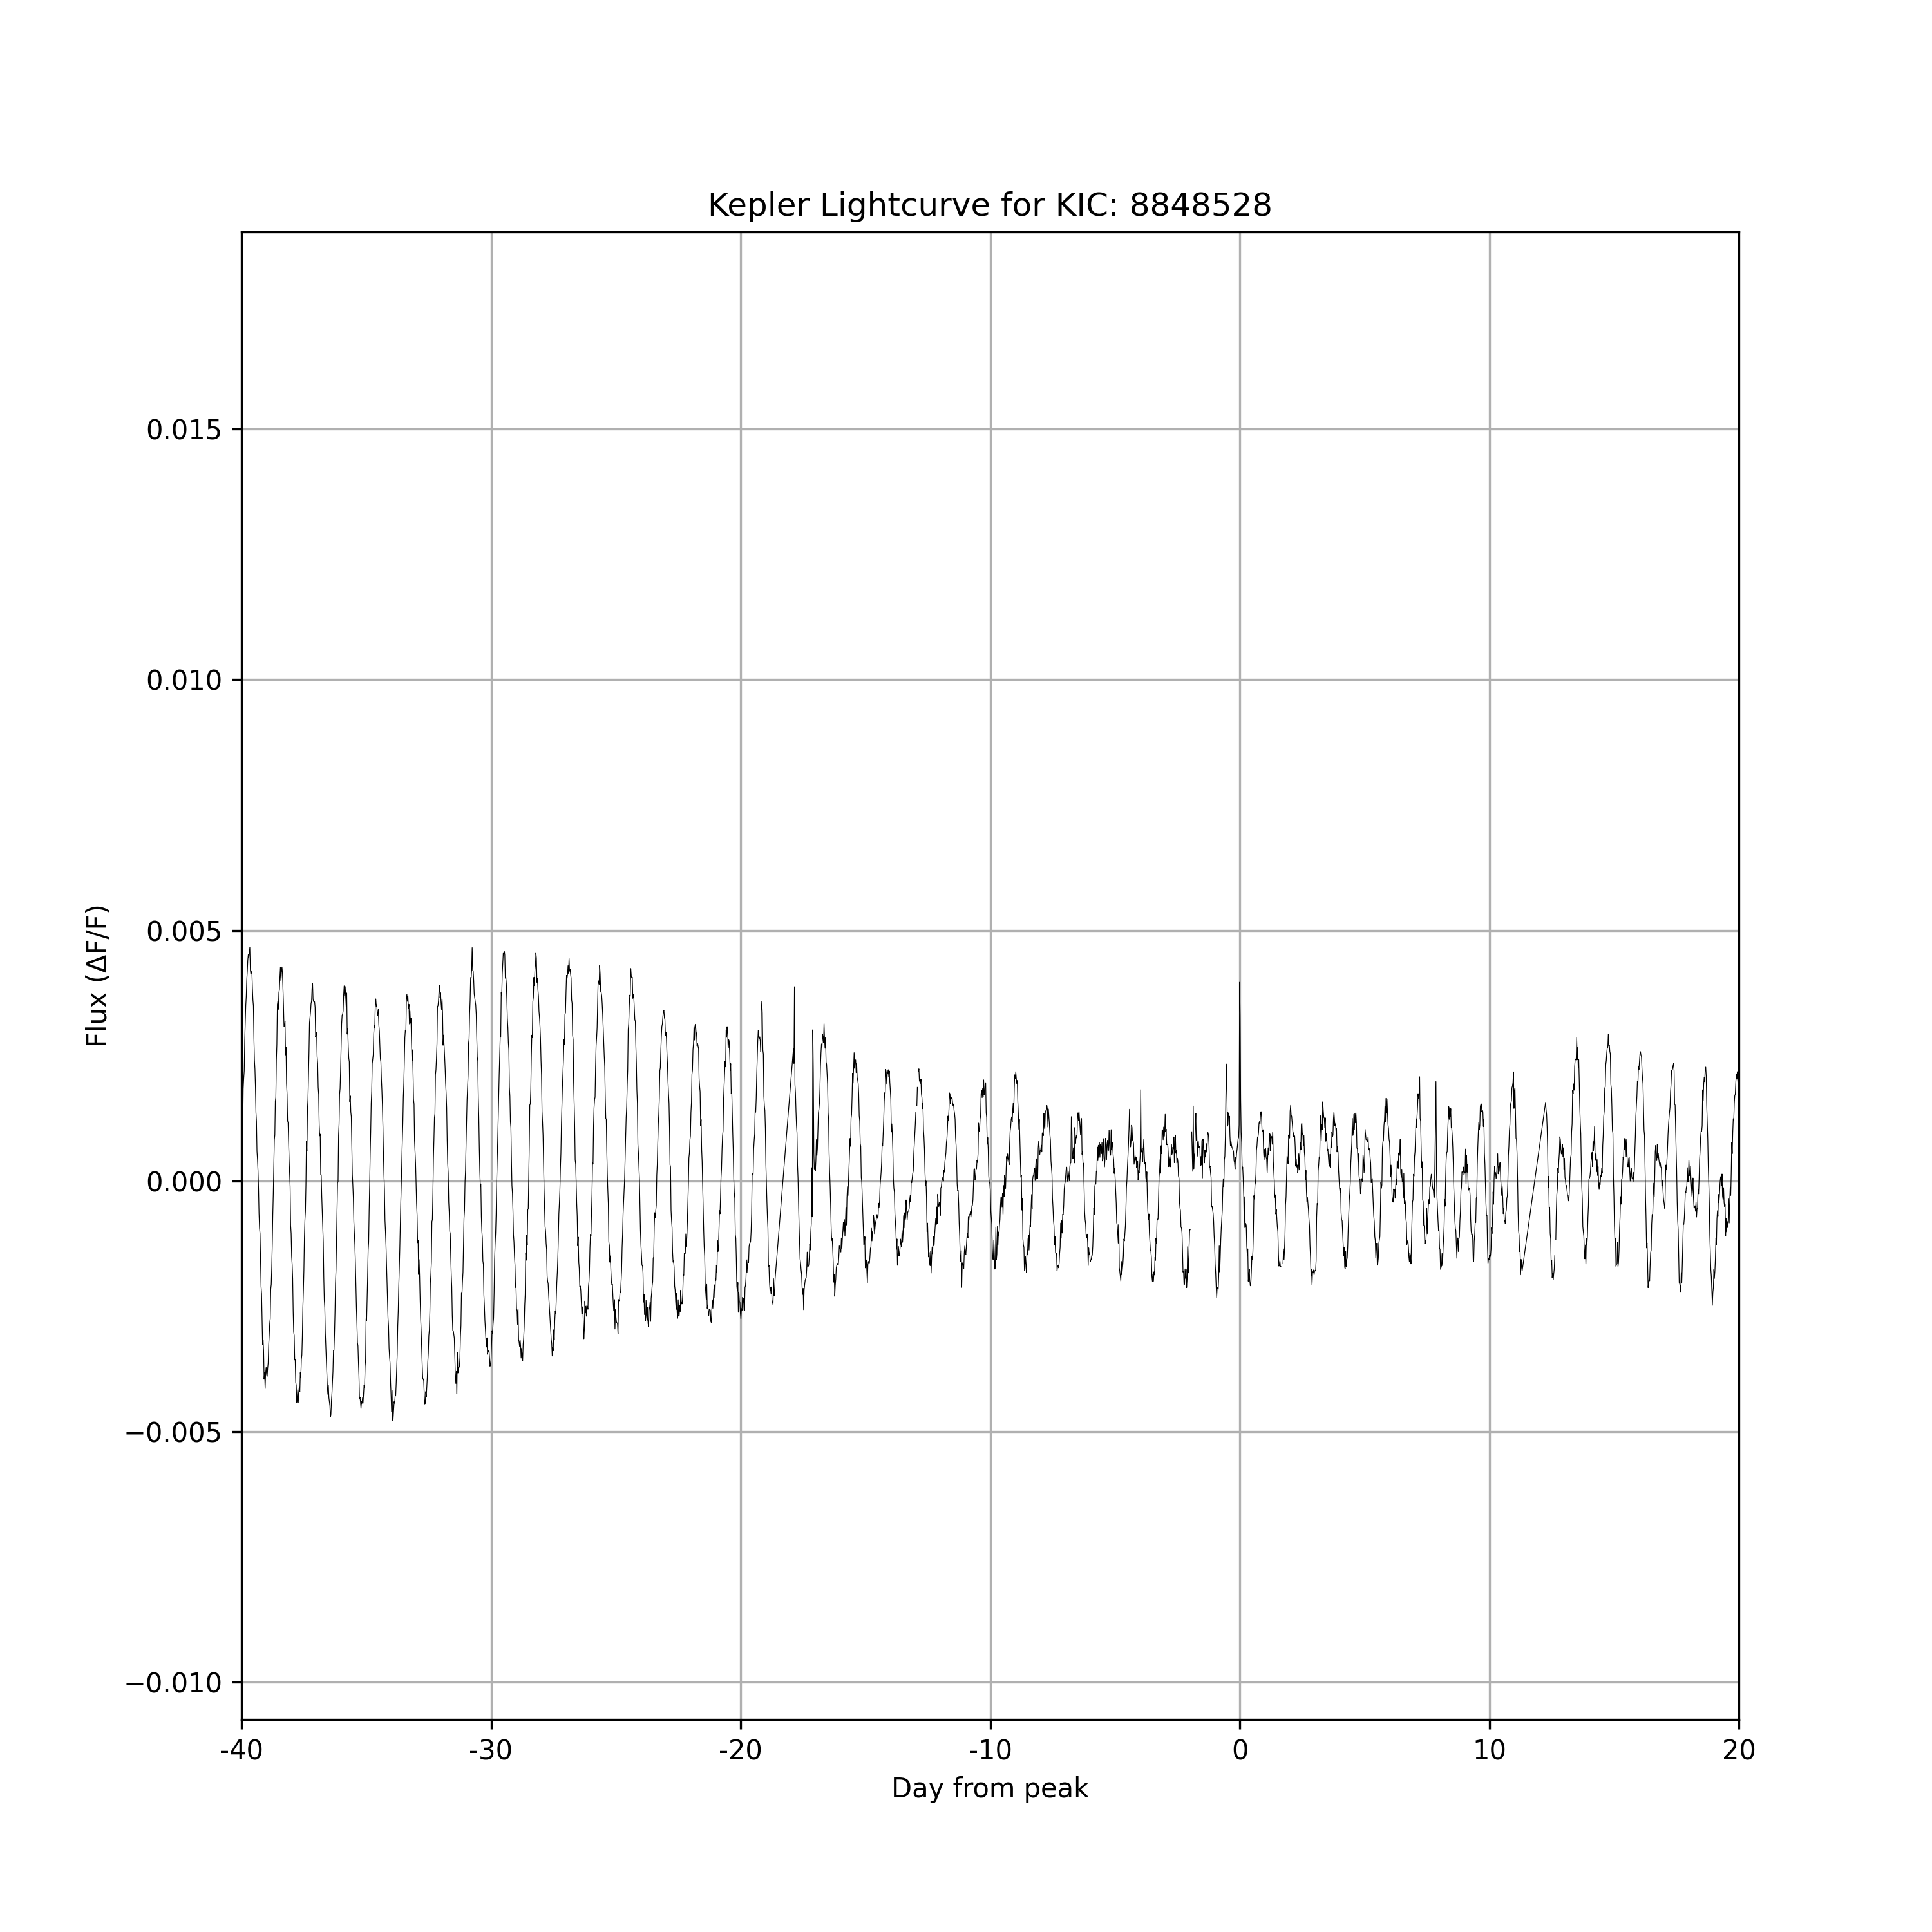 Kepler Lightcurve for KIC: 8848528
0.015
0.010
0.005
0.000
−0.005
−0.010
Flux (ΔF/F)
-40 -30 -20 -10 0 10 20
Day from peak